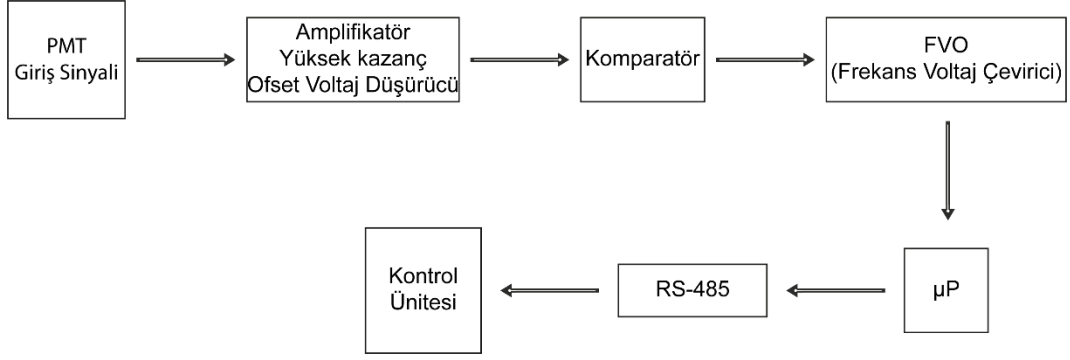 PMT
Giriş Sinyali
Amplifikatör
Yüksek kazanç
Ofset Voltaj Düşürücü
Komparatör
FVO
(Frekans Voltaj Çevirici)
µP
RS-485
Kontrol
Ünitesi